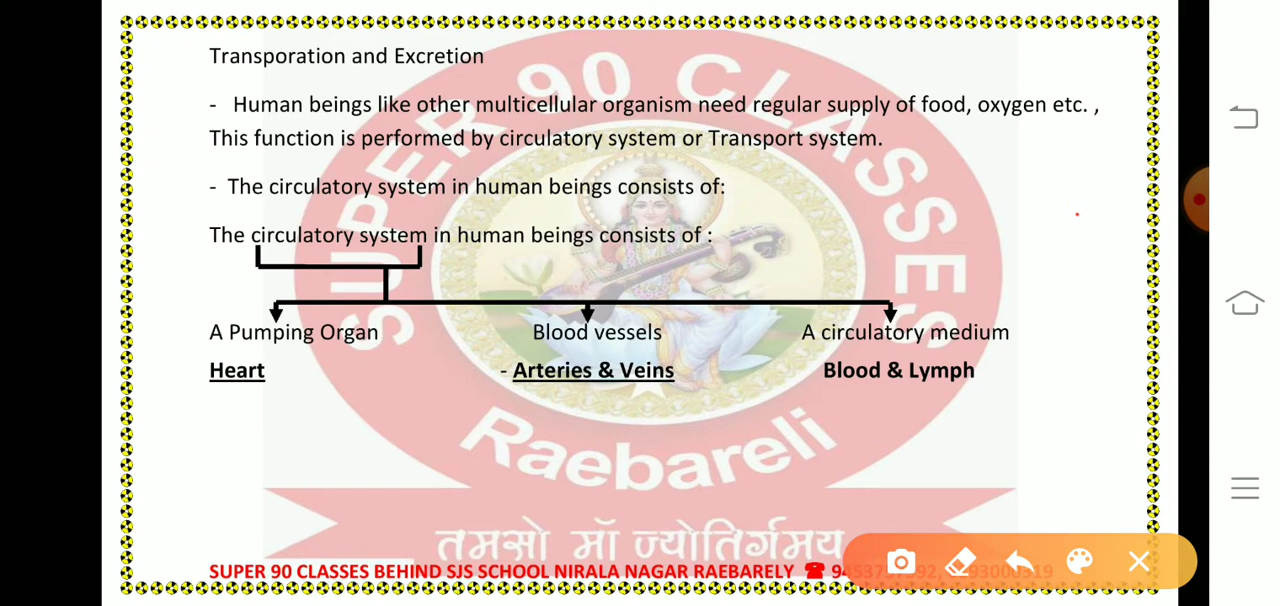 Transporation and Excretion
- Human beings like other multicellular organism need regular supply of food, oxygen etc. ,
This function is performed by circulatory system or Transport system.
- The circulatory system in human beings consists of:
The circulatory system in human beings consists of :
A Pumping Organ Blood vessels A circulatory medium
Heart - Arteries & Veins Blood & Lymph
SUPER 90 CLASSES
Raebareli
तमसो माँ ज्योतिर्गमय
SUPER 90 CLASSES BEHIND SJS SCHOOL NIRALA NAGAR RAEBARELY